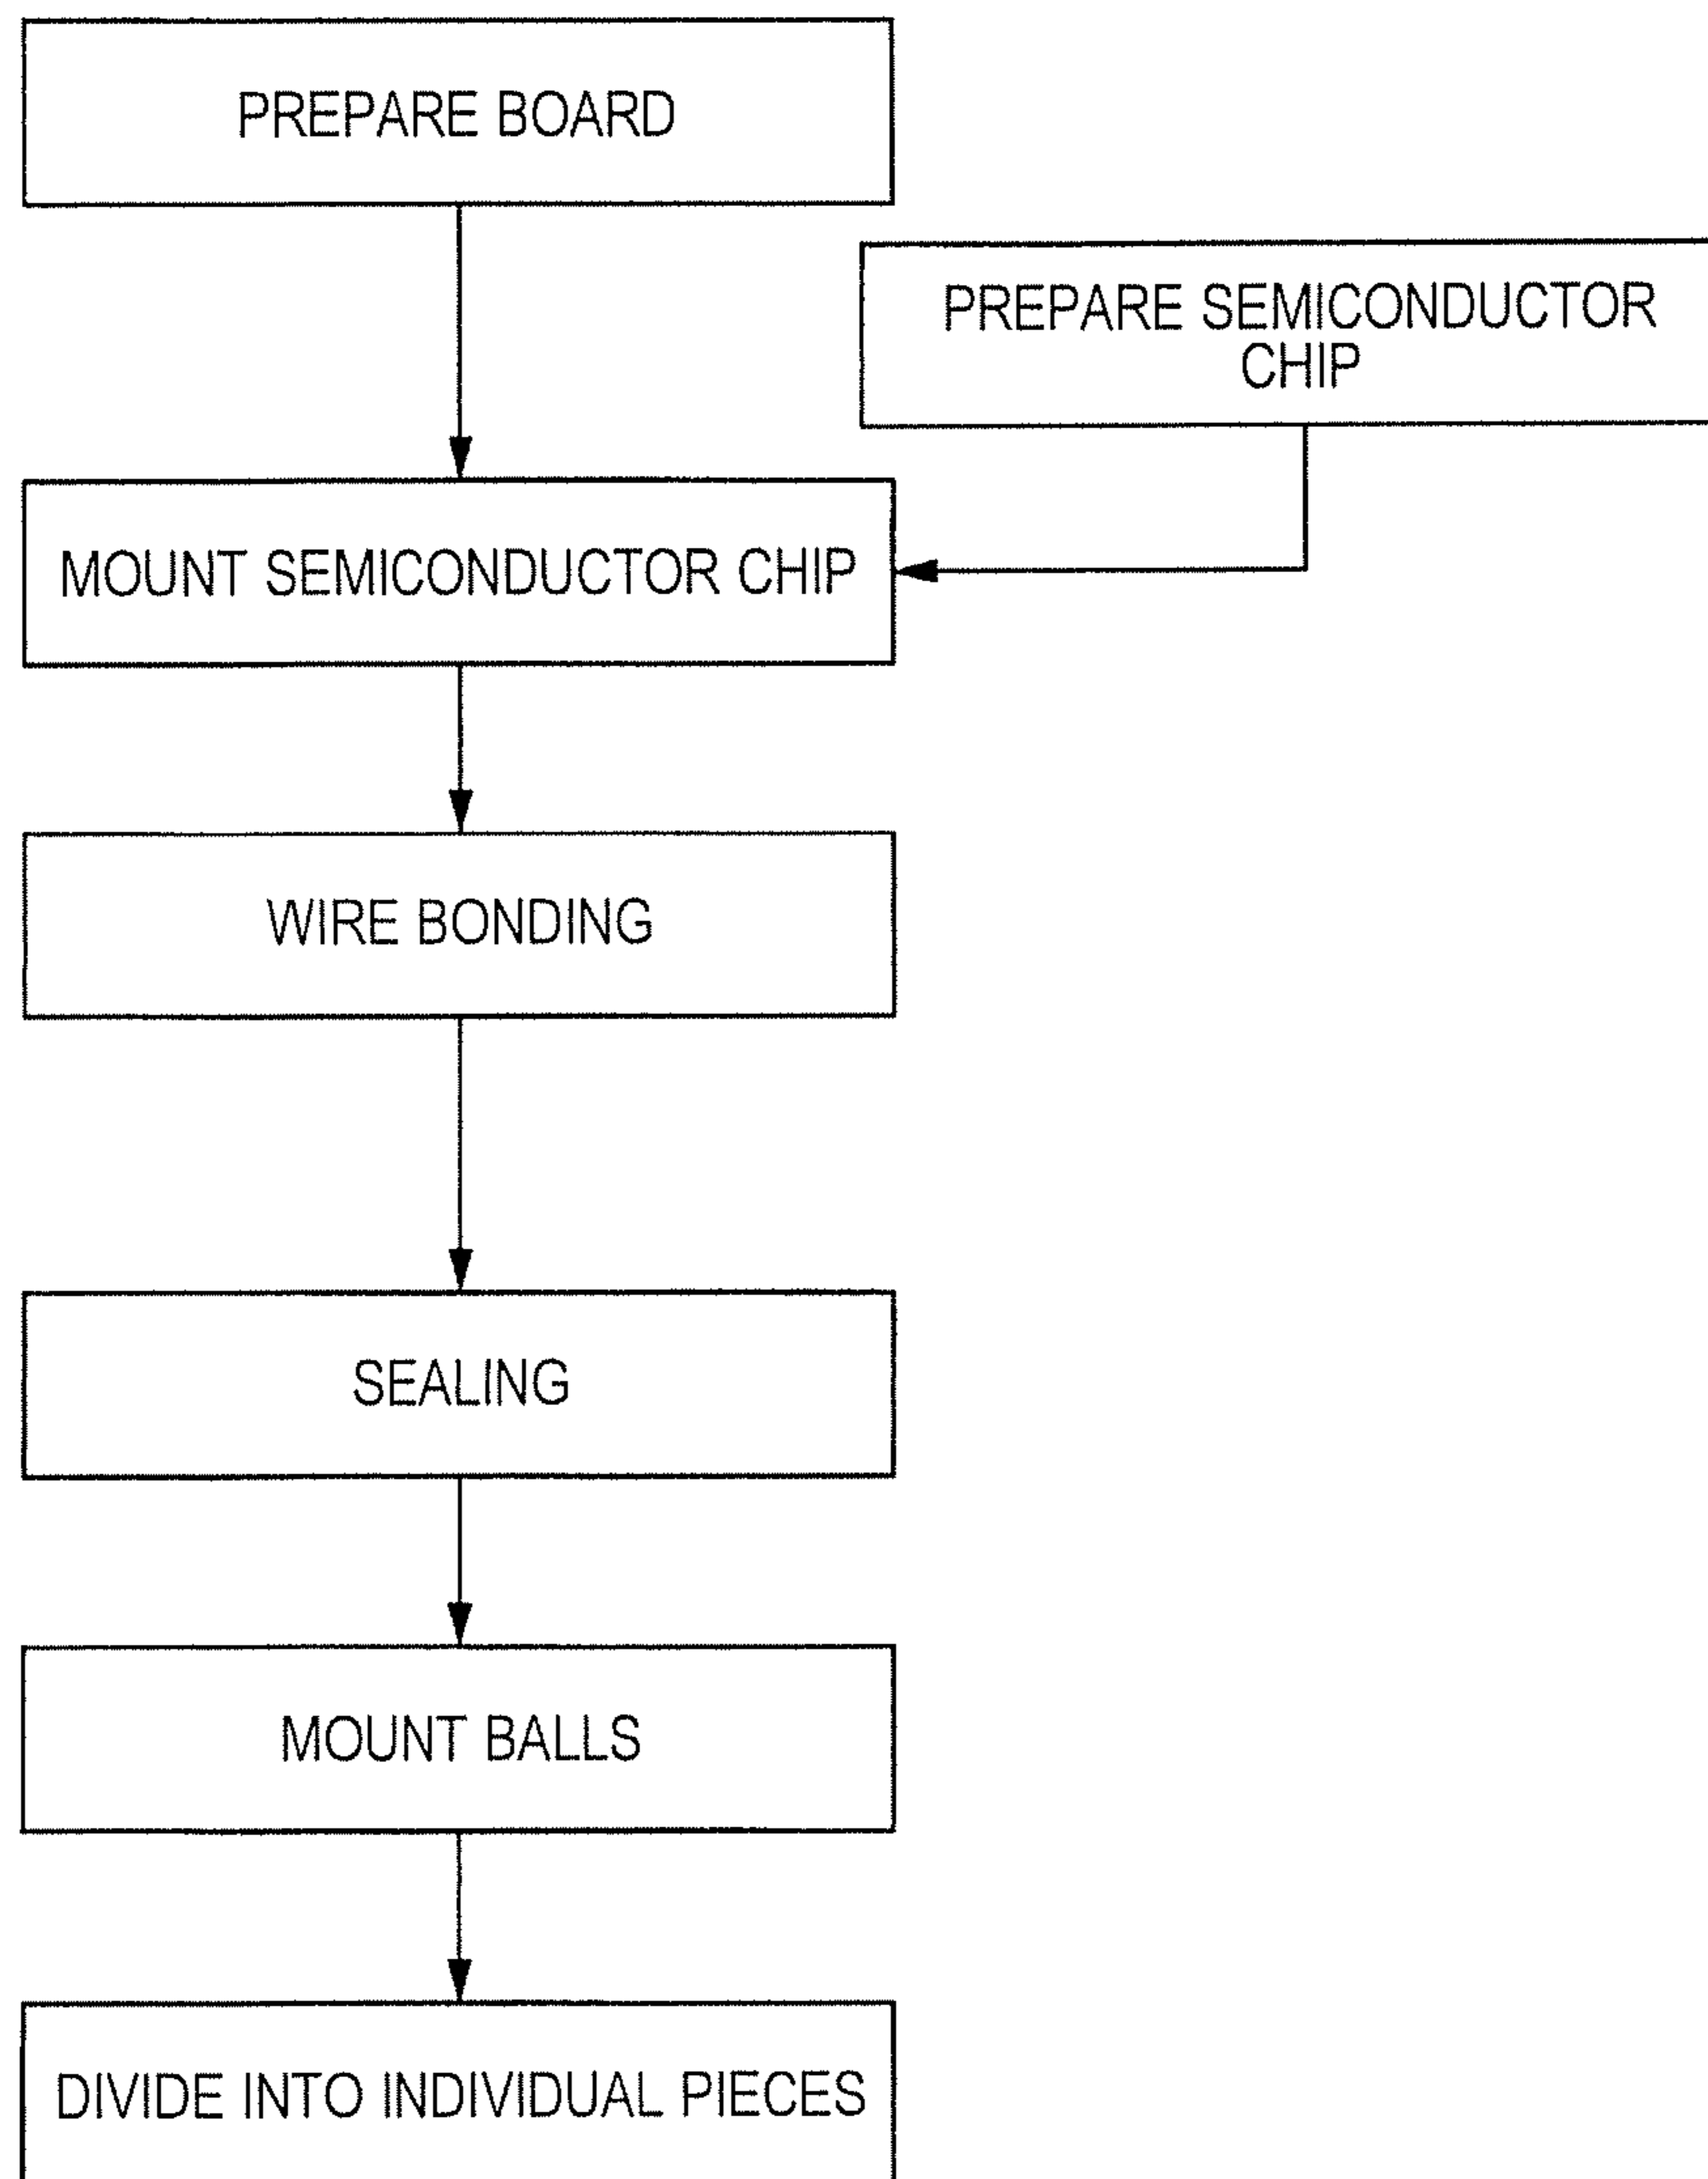 PREPARE BOARD
PREPARE SEMICONDUCTOR
CHIP
MOUNT SEMICONDUCTOR CHIP
WIRE BONDING
SEALING
MOUNT BALLS
DIVIDE INTO INDIVIDUAL PIECES